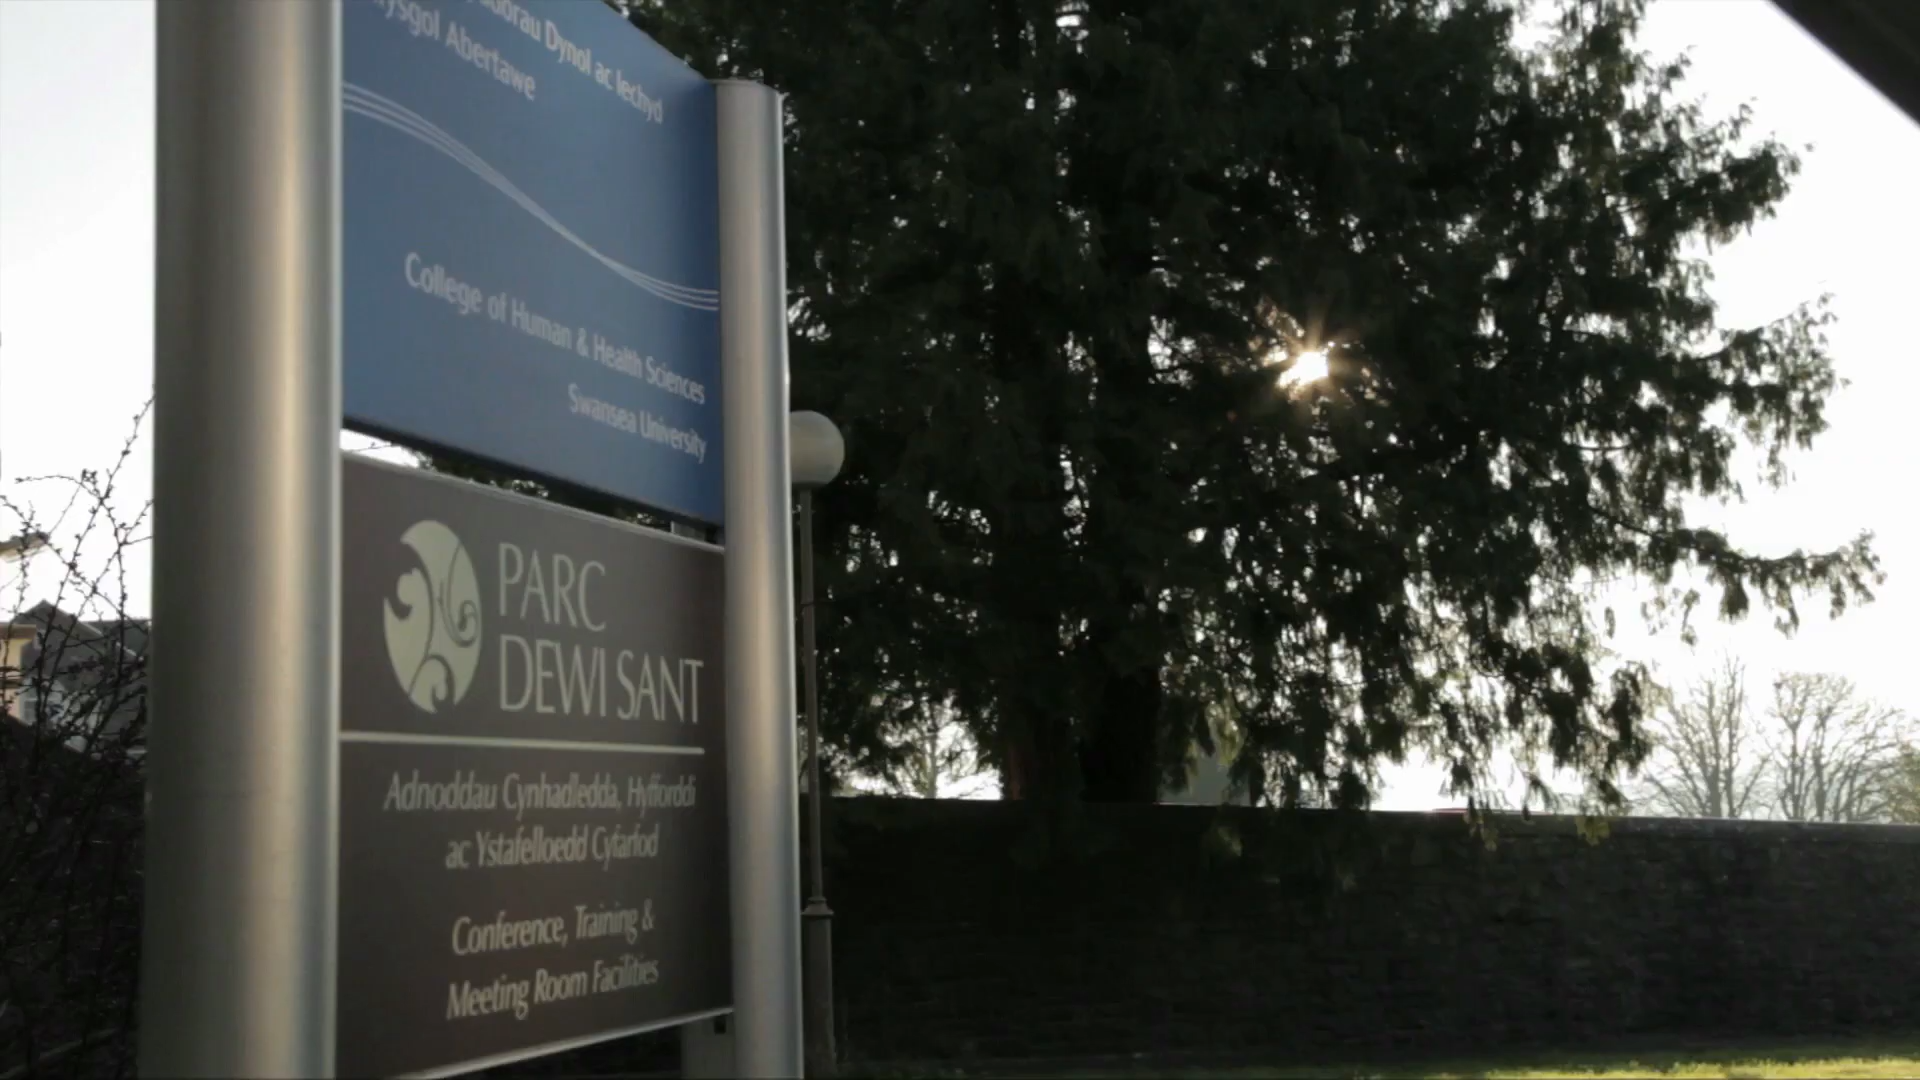 Dynol ac Iechyd
Abertawe
College of Human & Health Sciences
Swansea University
PARC
DEWI SANT
Adnoddau Cynhadledda, Hyfforddi
ac Ystafelloedd Cyfarfod
Conference, Training &
Meeting Room Facilities